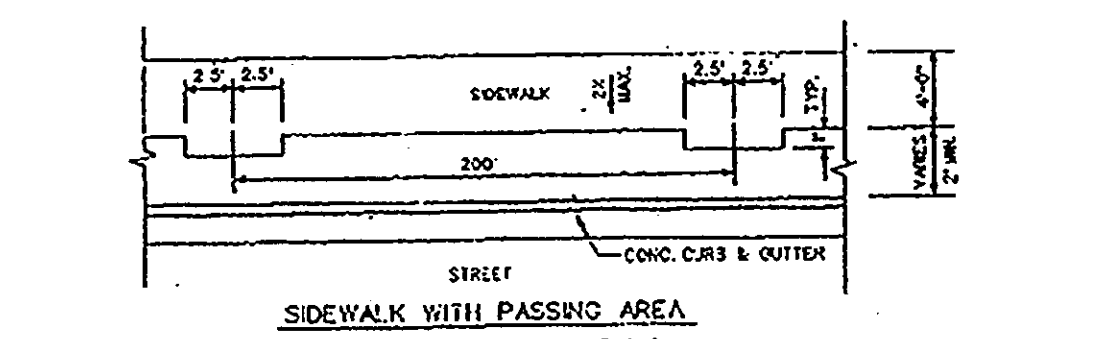 2.5' 2.5'
2.5' 2.5'
SIDEWALK
2%
MAX.
TYP.
1'
4'-0"
200'
VARIES
2' MIN.
CONC. CURB & GUTTER
STREET
SIDEWALK WITH PASSING AREA